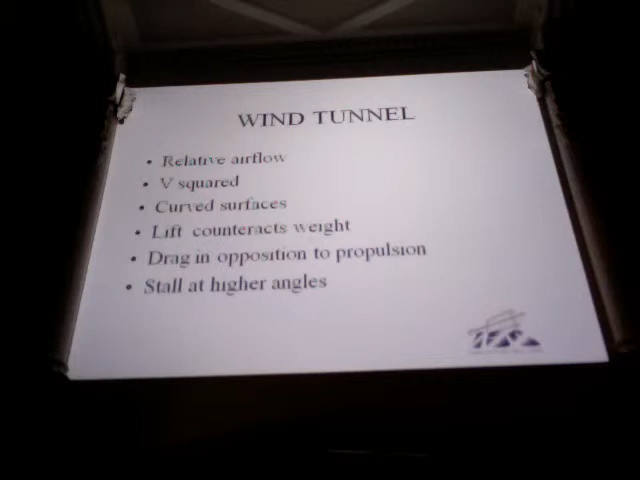 WIND TUNNEL
• Relative airflow
• V squared
• Curved surfaces
• Lift counteracts weight
• Drag in opposition to propulsion
• Stall at higher angles